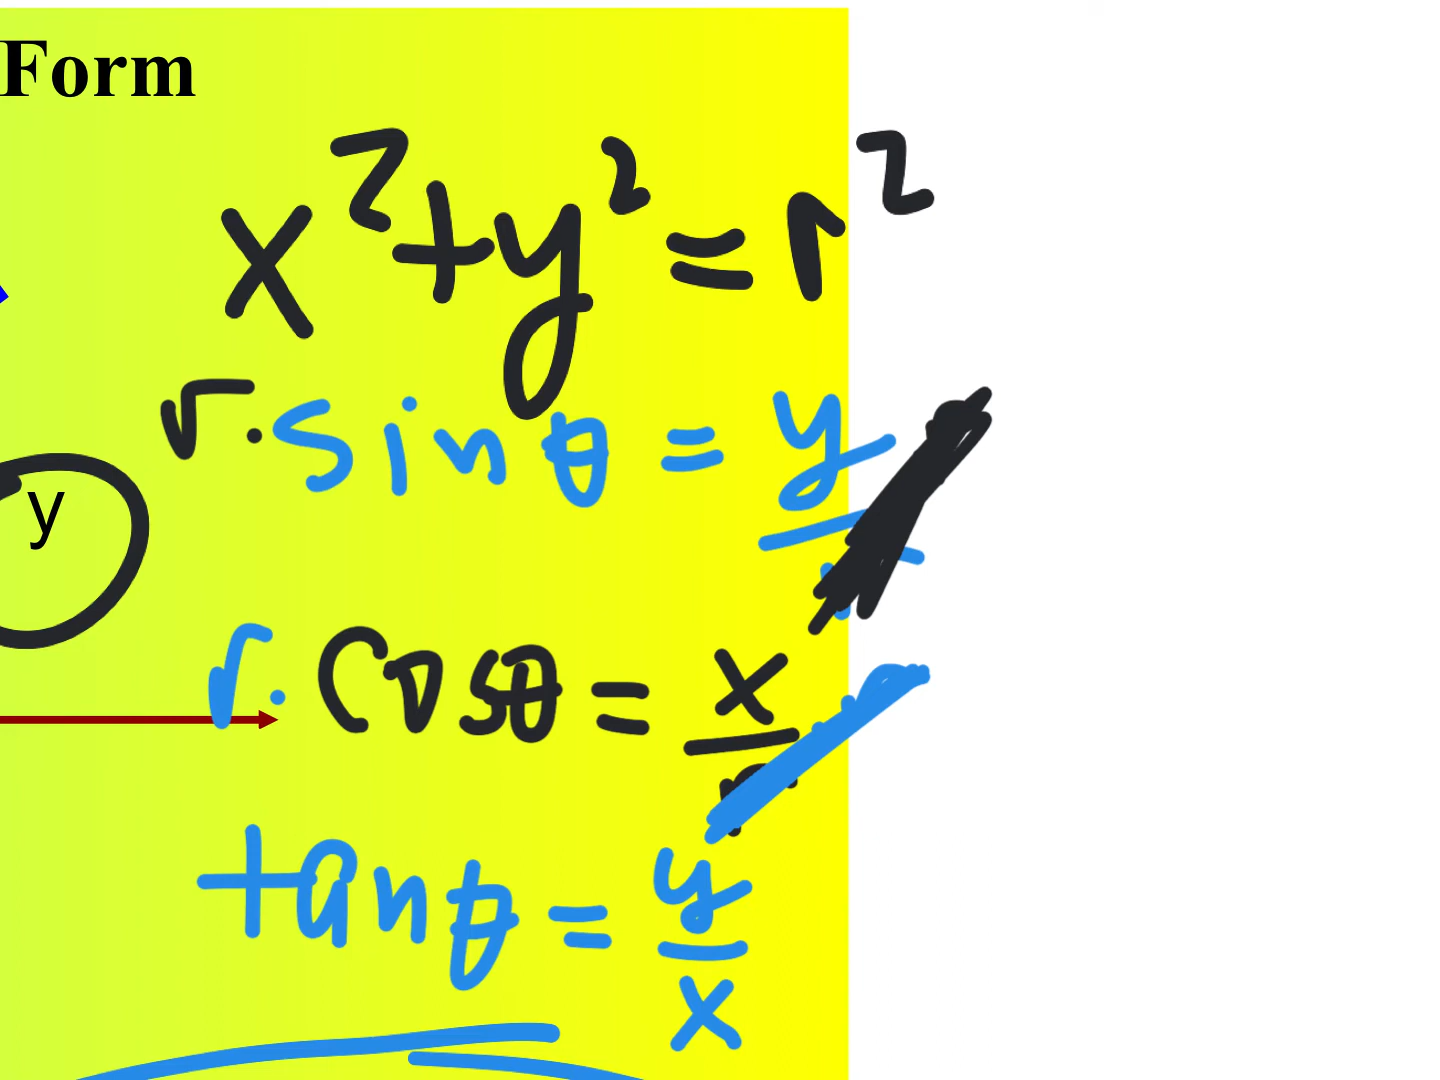 Form
x²+y²=r²
r·sinθ=y
y
r·cosθ=x/r
tanθ=y/x